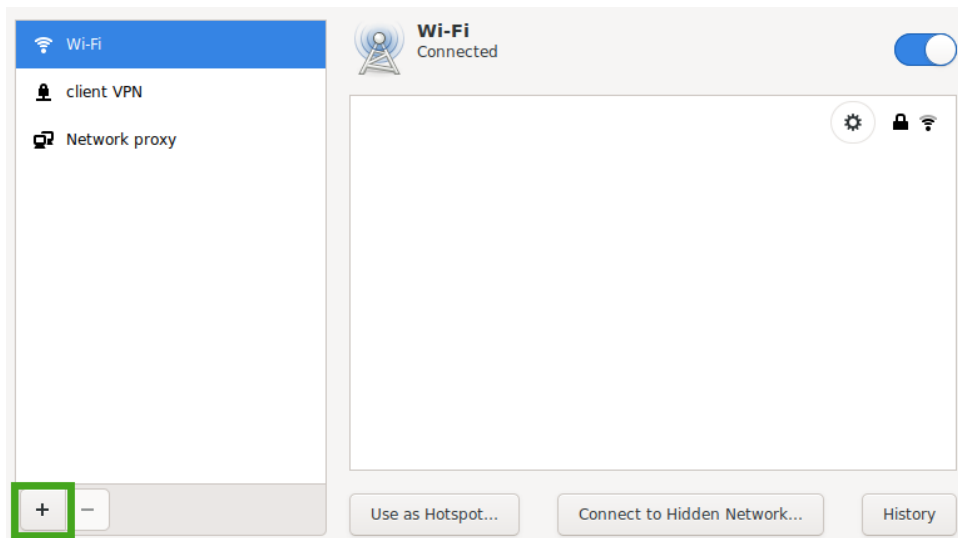 Wi-Fi
client VPN
Network proxy
+
−
Wi-Fi
Connected
Use as Hotspot...
Connect to Hidden Network...
History